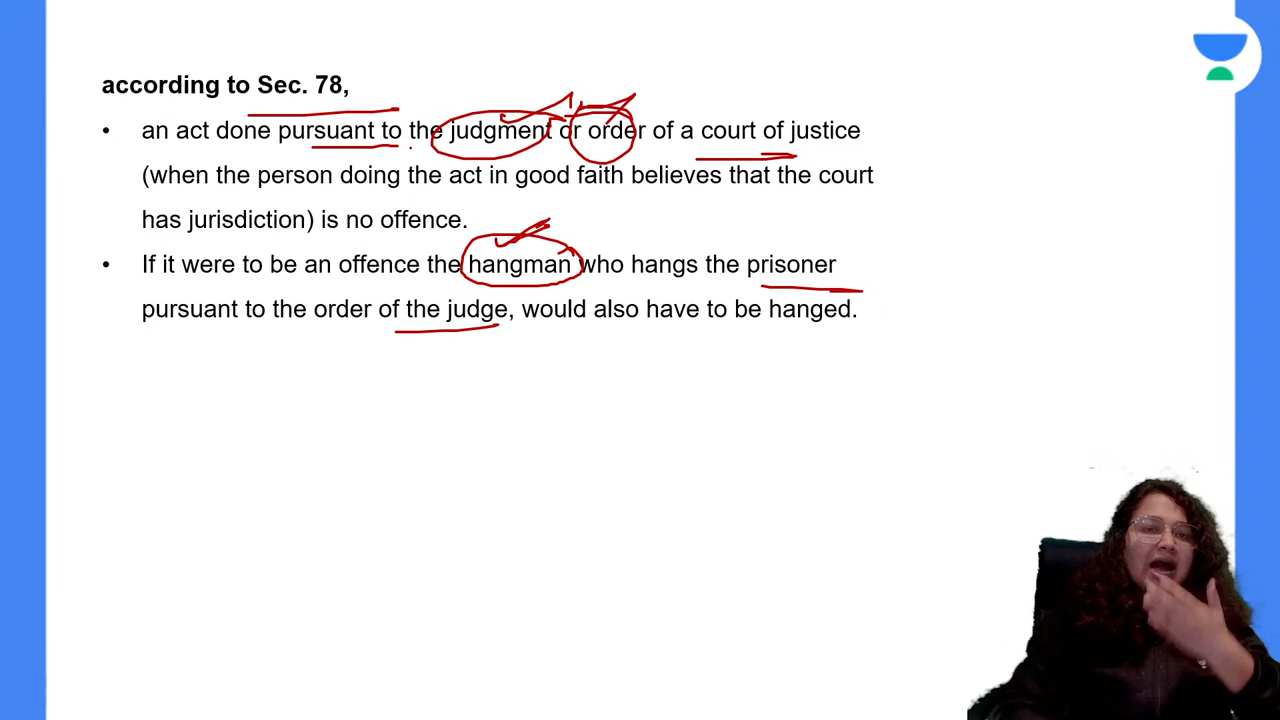 according to Sec. 78,
• an act done pursuant to the judgment or order of a court of justice
(when the person doing the act in good faith believes that the court
has jurisdiction) is no offence.
• If it were to be an offence the hangman who hangs the prisoner
pursuant to the order of the judge, would also have to be hanged.